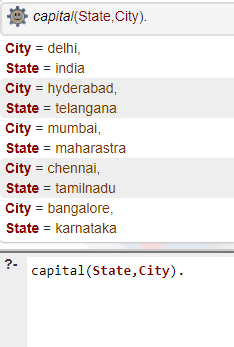 capital(State,City).
City = delhi,
State = india
City = hyderabad,
State = telangana
City = mumbai,
State = maharastra
City = chennai,
State = tamilnadu
City = bangalore,
State = karnataka
?- capital(State,City).